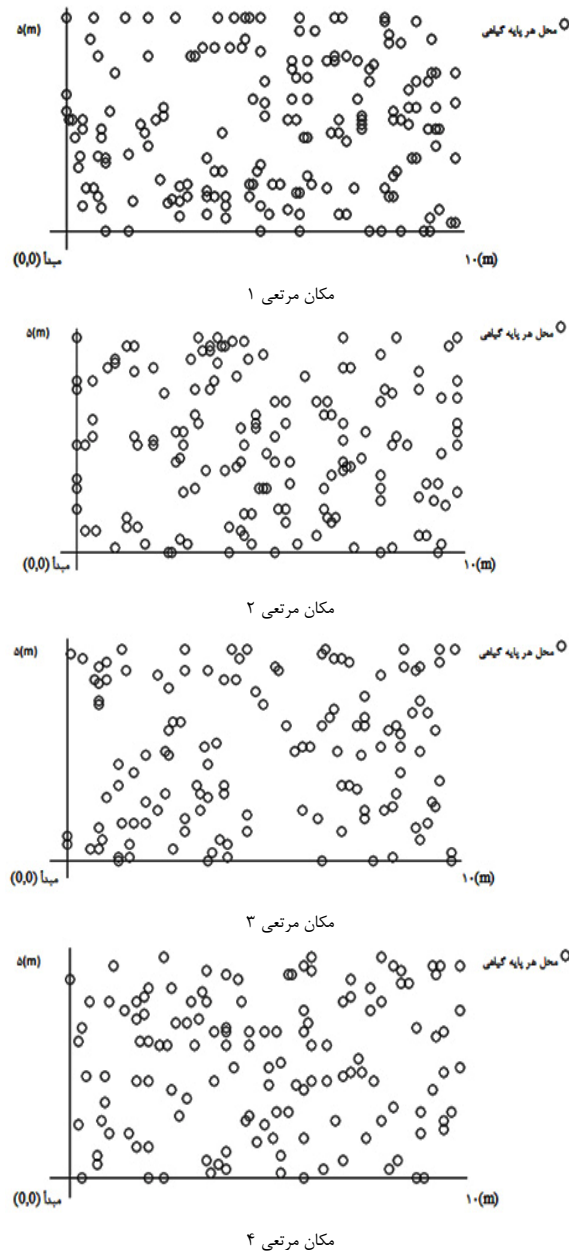 ۵(m)
محل هر پایه گیاهی
مبدأ (0,0)
۱۰(m)
مکان مرتعی ۱
۵(m)
محل هر پایه گیاهی
مبدأ (0,0)
۱۰(m)
مکان مرتعی ۲
۵(m)
محل هر پایه گیاهی
مبدأ (0,0)
۱۰(m)
مکان مرتعی ۳
۵(m)
محل هر پایه گیاهی
مبدأ (0,0)
۱۰(m)
مکان مرتعی ۴